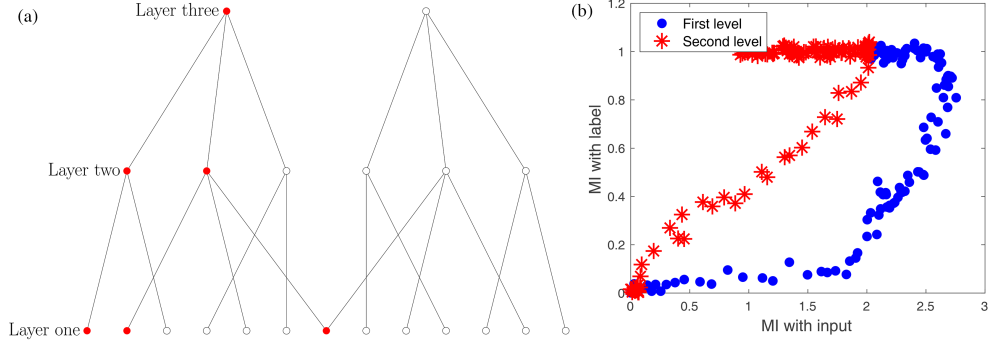 (a)
Layer three
Layer two
Layer one
(b)
First level
Second level
MI with label
1.2
1
0.8
0.6
0.4
0.2
0
0 0.5 1 1.5 2 2.5 3
MI with input